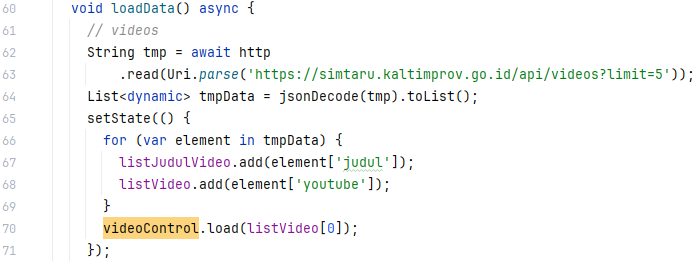 60 void loadData() async {
61 // videos
62 String tmp = await http
63 .read(Uri.parse('https://simtaru.kaltimprov.go.id/api/videos?limit=5'));
64 List<dynamic> tmpData = jsonDecode(tmp).toList();
65 setState(() {
66 for (var element in tmpData) {
67 listJudulVideo.add(element['judul']);
68 listVideo.add(element['youtube']);
69 }
70 videoControl.load(listVideo[0]);
71 });